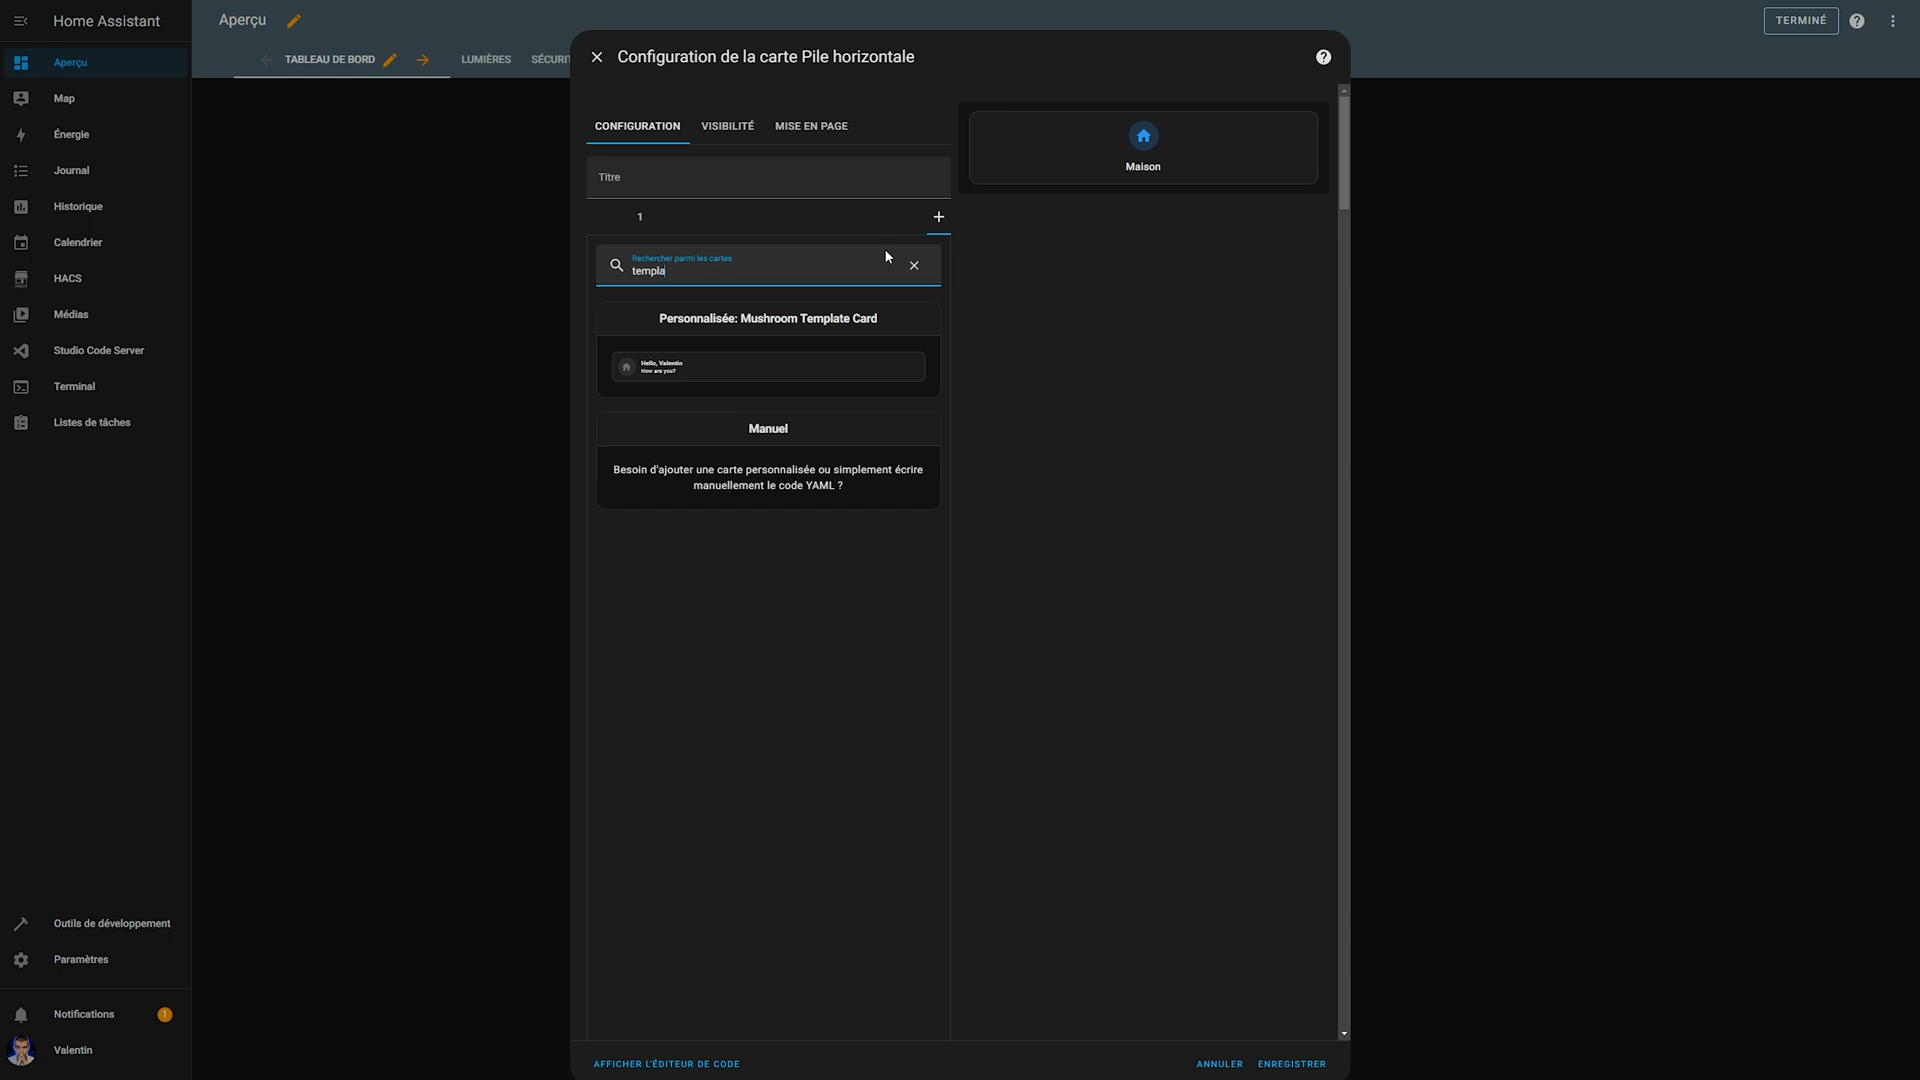 Home Assistant
Aperçu
TERMINÉ
TABLEAU DE BORD
LUMIÈRES
SÉCURIT
Configuration de la carte Pile horizontale
Aperçu
Map
Énergie
Journal
Historique
Calendrier
HACS
Médias
Studio Code Server
Terminal
Listes de tâches
Outils de développement
Paramètres
Notifications
1
Valentin
CONFIGURATION
VISIBILITÉ
MISE EN PAGE
Titre
1
Rechercher parmi les cartes
templa
Personnalisée: Mushroom Template Card
Hello, Valentin
How are you?
Manuel
Besoin d'ajouter une carte personnalisée ou simplement écrire
manuellement le code YAML ?
Maison
AFFICHER L'ÉDITEUR DE CODE
ANNULER
ENREGISTRER